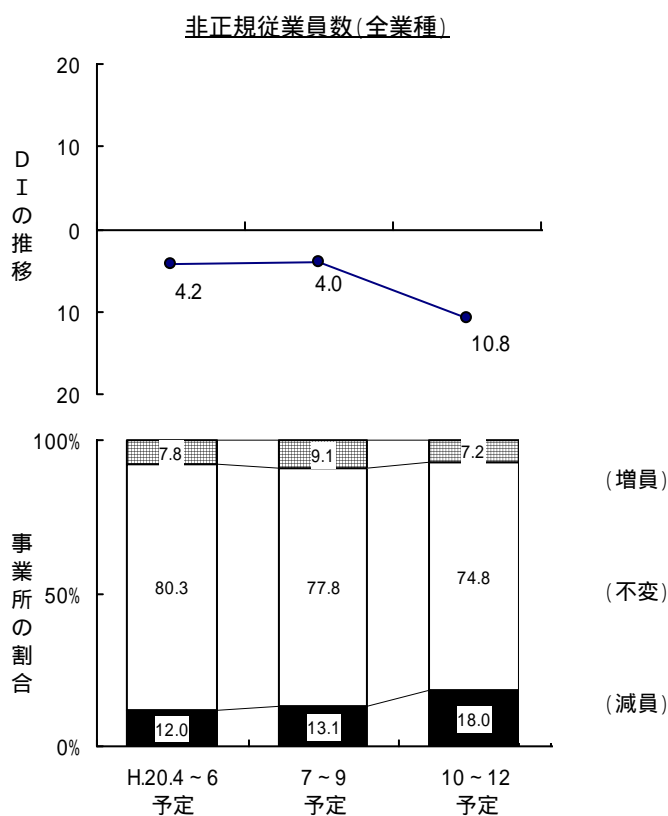 非正規従業員数(全業種)
20
10
0
10
20
DIの推移
4.2
4.0
10.8
100%
50%
0%
事業所の割合
7.8
9.1
7.2
(増員)
80.3
77.8
74.8
(不変)
12.0
13.1
18.0
(減員)
H.20.4~6
予定
7~9
予定
10~12
予定